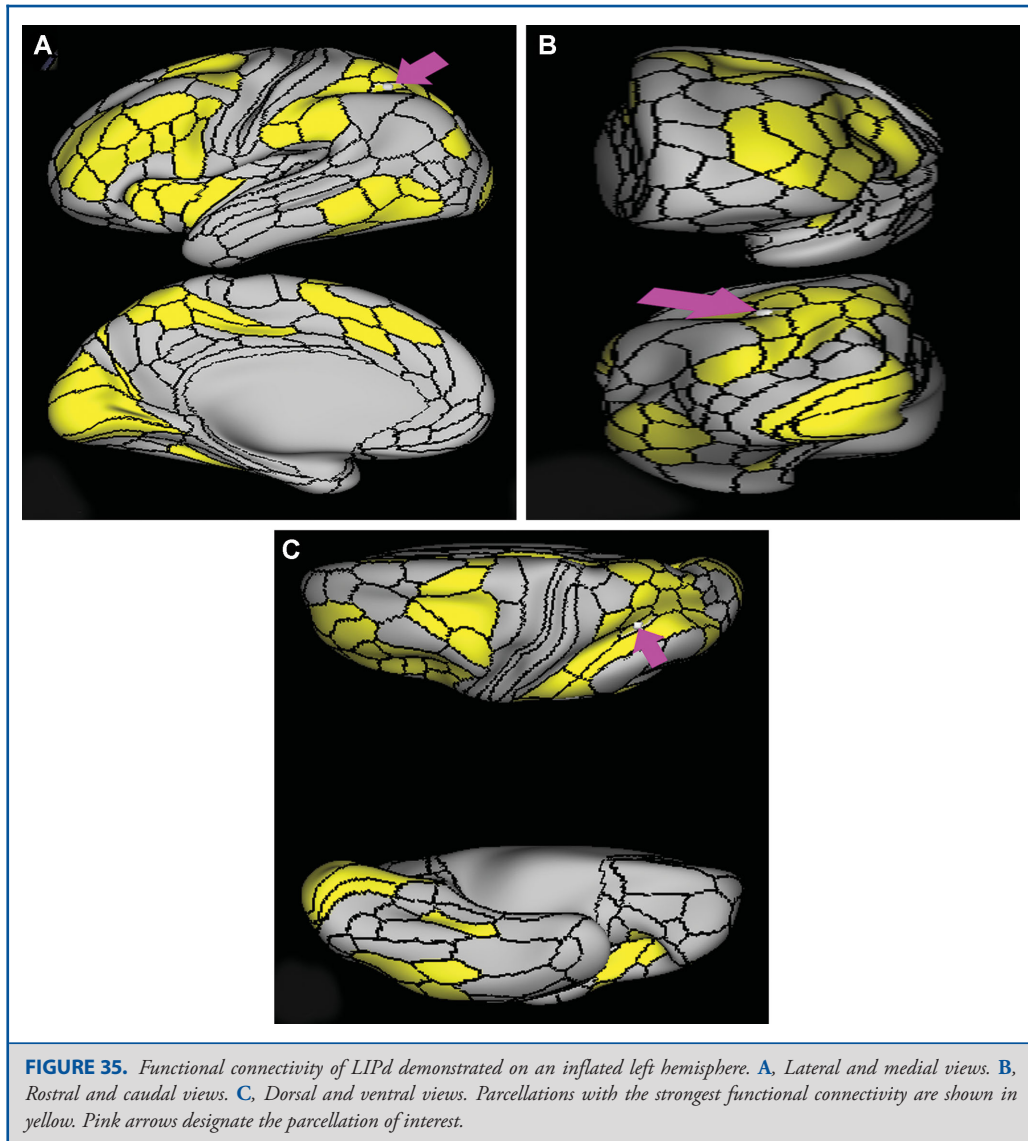 A
B
C
FIGURE 35. Functional connectivity of LIPd demonstrated on an inflated left hemisphere. A, Lateral and medial views. B,
Rostral and caudal views. C, Dorsal and ventral views. Parcellations with the strongest functional connectivity are shown in
yellow. Pink arrows designate the parcellation of interest.